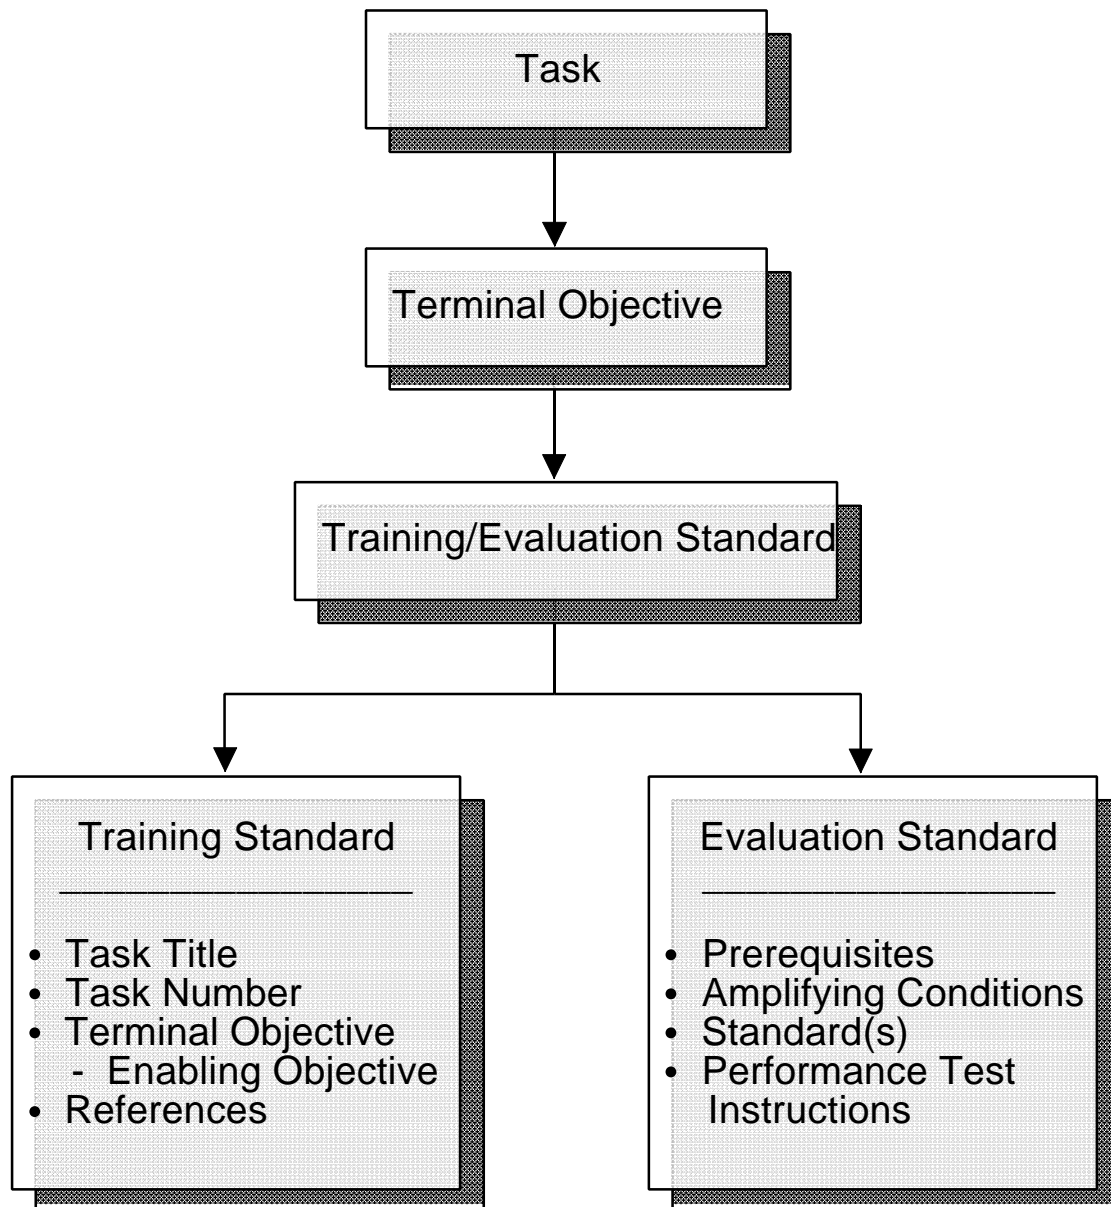 Task
Terminal Objective
Training/Evaluation Standard
Training Standard
• Task Title
• Task Number
• Terminal Objective
- Enabling Objective
• References
Evaluation Standard
• Prerequisites
• Amplifying Conditions
• Standard(s)
• Performance Test
Instructions